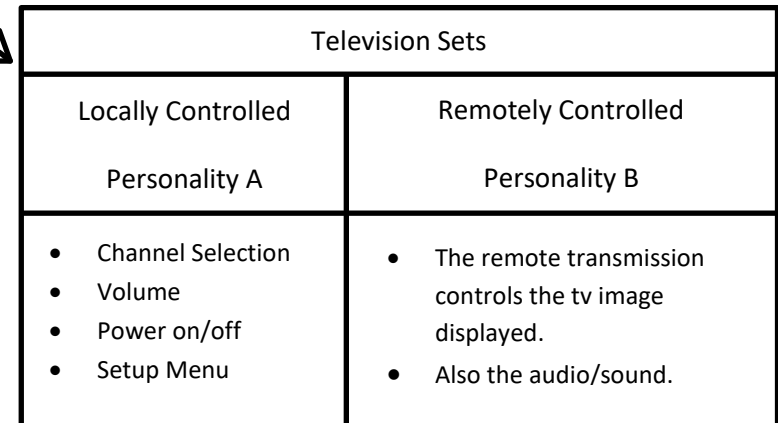 Television Sets
Locally Controlled
Personality A
Remotely Controlled
Personality B
• Channel Selection
• Volume
• Power on/off
• Setup Menu
• The remote transmission
controls the tv image
displayed.
• Also the audio/sound.